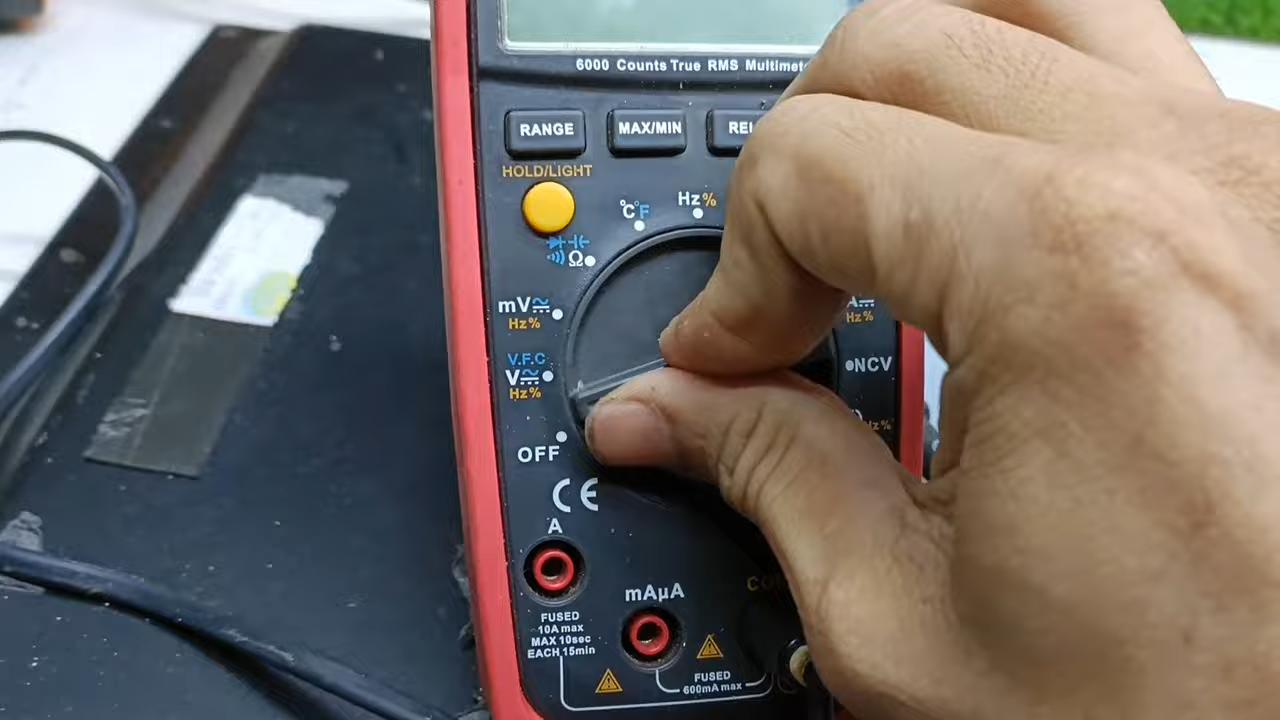 6000 Counts True RMS
RANGE
MAX/MIN
HOLD/LIGHT
°C°F
Hz%
Ω
mV
Hz%
Hz%
V.F.C
V
Hz%
NCV
Hz%
OFF
CE
A
mAµA
FUSED
10A max
MAX 10sec
EACH 15min
FUSED
600mA max